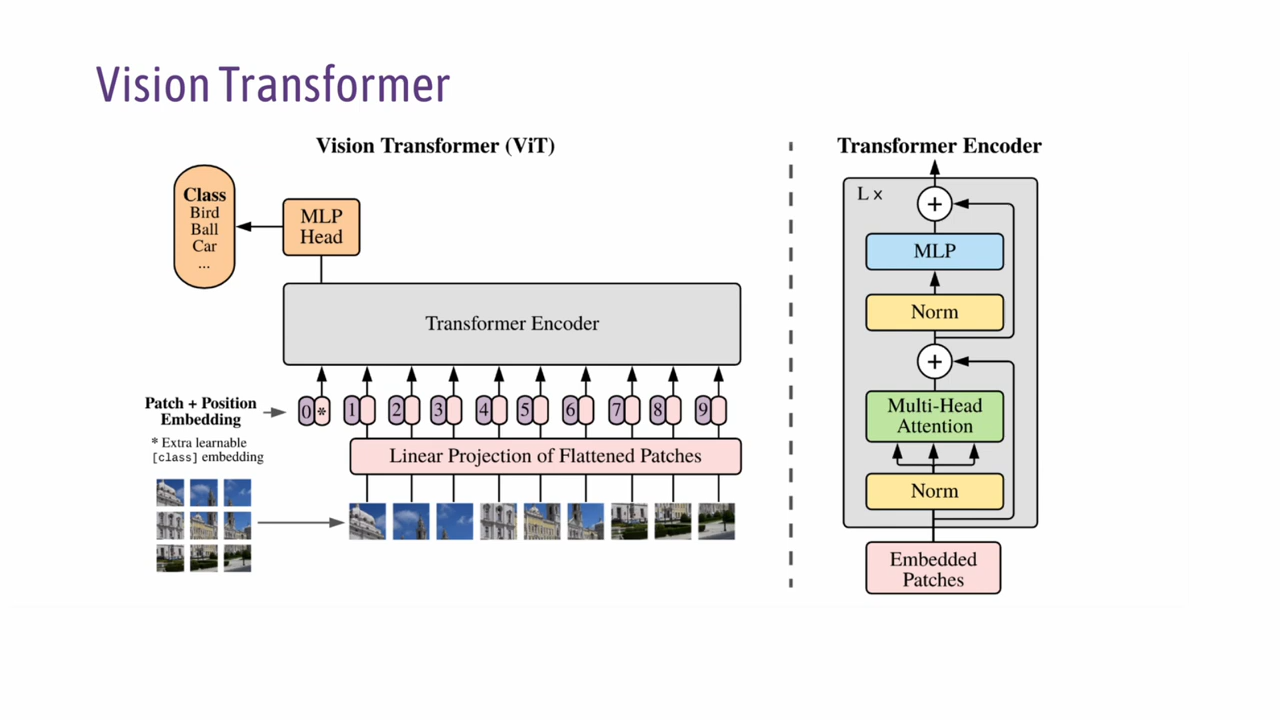 Vision Transformer
Vision Transformer (ViT)
Class
Bird
Ball
Car
...
MLP
Head
Transformer Encoder
Patch + Position
Embedding
0 * 1 2 3 4 5 6 7 8 9
* Extra learnable
[class] embedding
Linear Projection of Flattened Patches
Transformer Encoder
L x
+
MLP
Norm
+
Multi-Head
Attention
Norm
Embedded
Patches